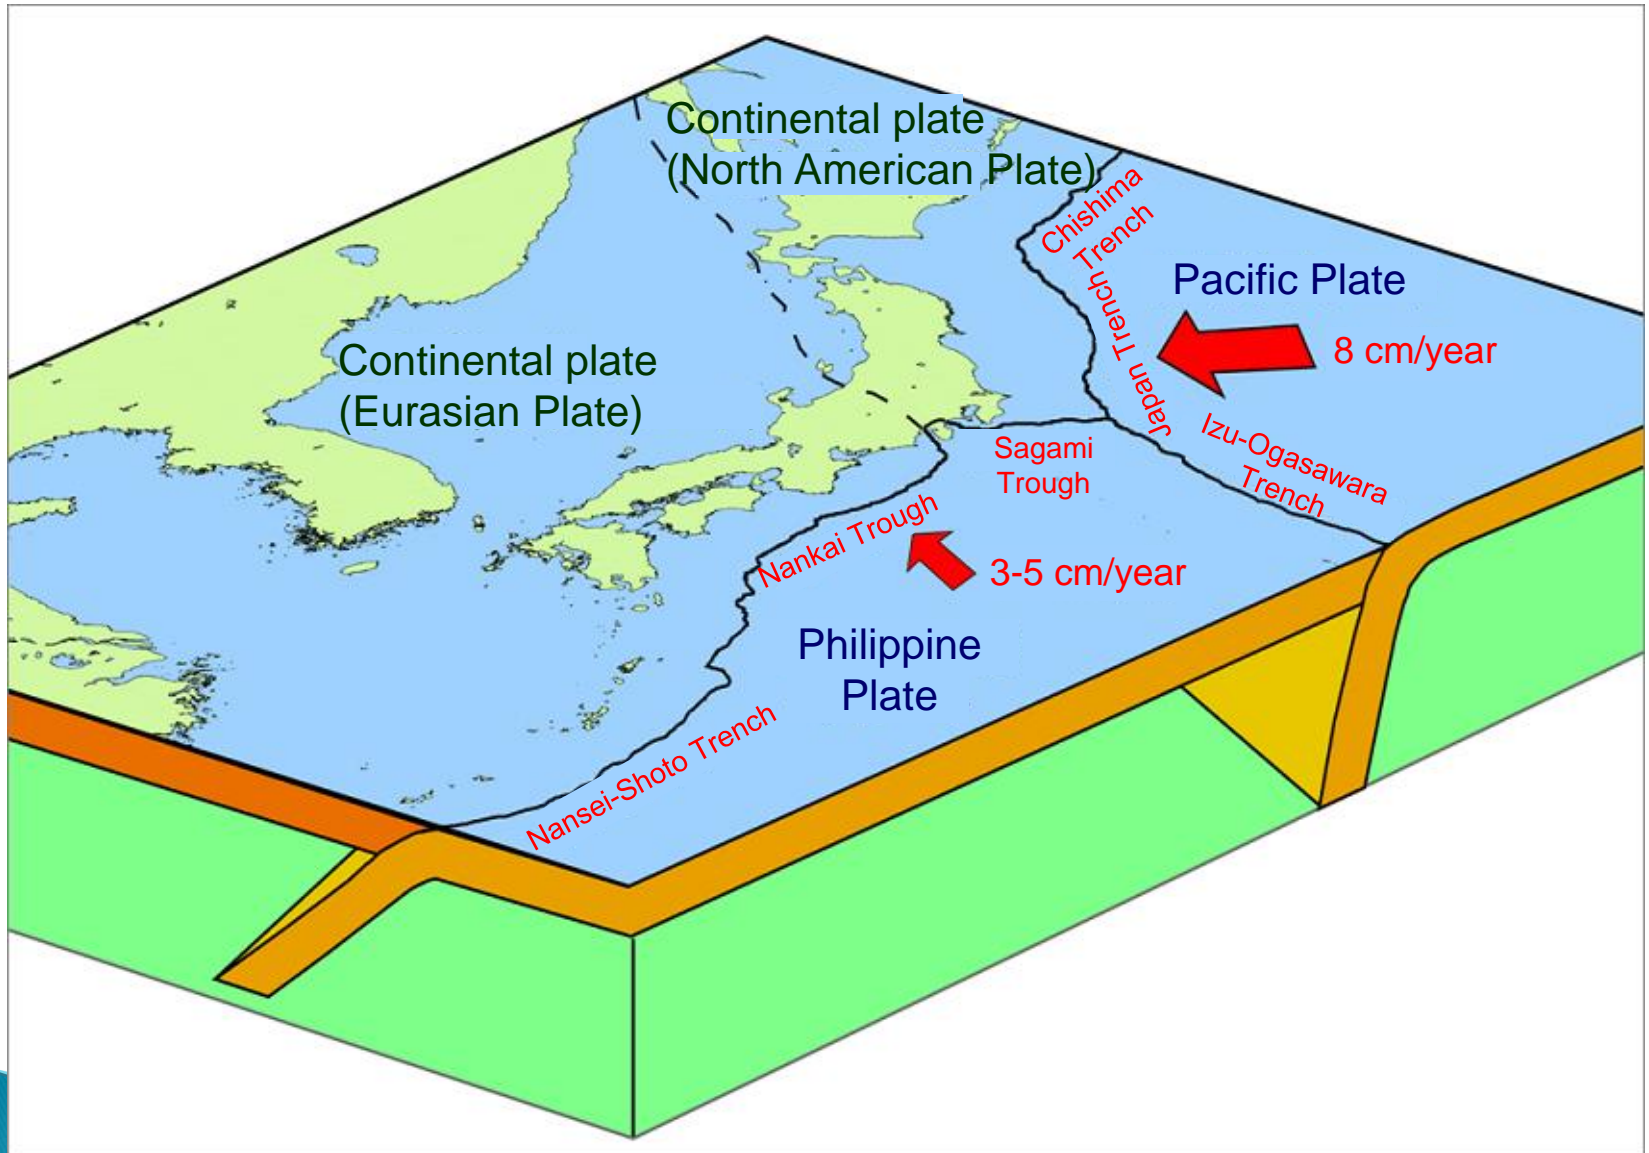 Continental plate
(North American Plate)
Chishima
Trench
Pacific Plate
8 cm/year
Japan Trench
Continental plate
(Eurasian Plate)
Izu-Ogasawara
Trench
Sagami
Trough
Nankai Trough
3-5 cm/year
Philippine
Plate
Nansei-Shoto Trench